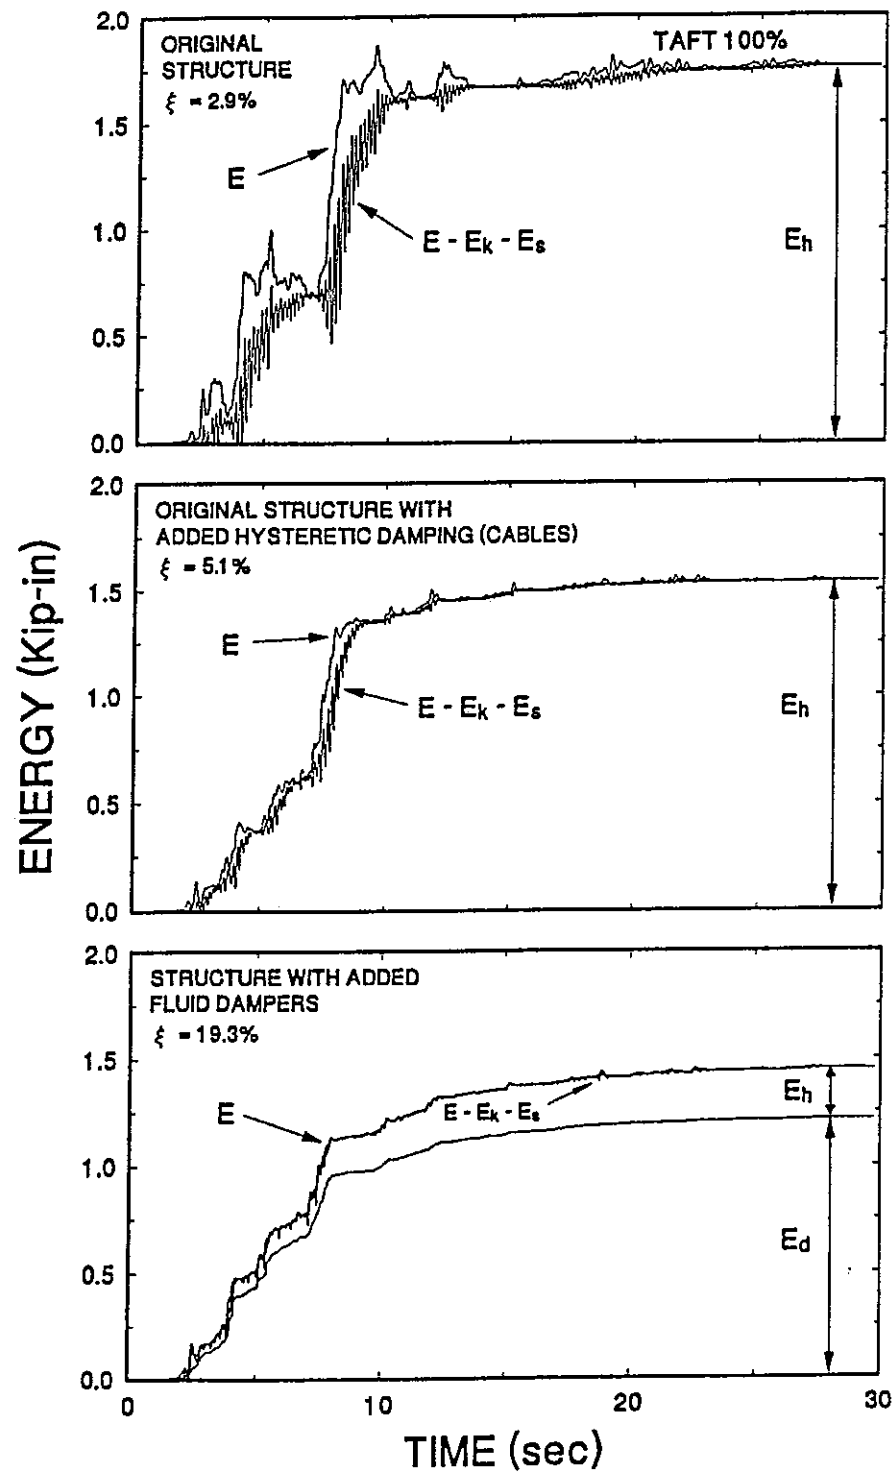 ENERGY (Kip-in)
2.0
1.5
1.0
0.5
0.0
ORIGINAL
STRUCTURE
ξ = 2.9%
TAFT 100%
E
E - Eₖ - Eₛ
Eₕ
2.0
1.5
1.0
0.5
0.0
ORIGINAL STRUCTURE WITH
ADDED HYSTERETIC DAMPING (CABLES)
ξ = 5.1%
E
E - Eₖ - Eₛ
Eₕ
2.0
1.5
1.0
0.5
0.0
STRUCTURE WITH ADDED
FLUID DAMPERS
ξ = 19.3%
E
E - Eₖ - Eₛ
Eₕ
E_d
0 10 20 30
TIME (sec)